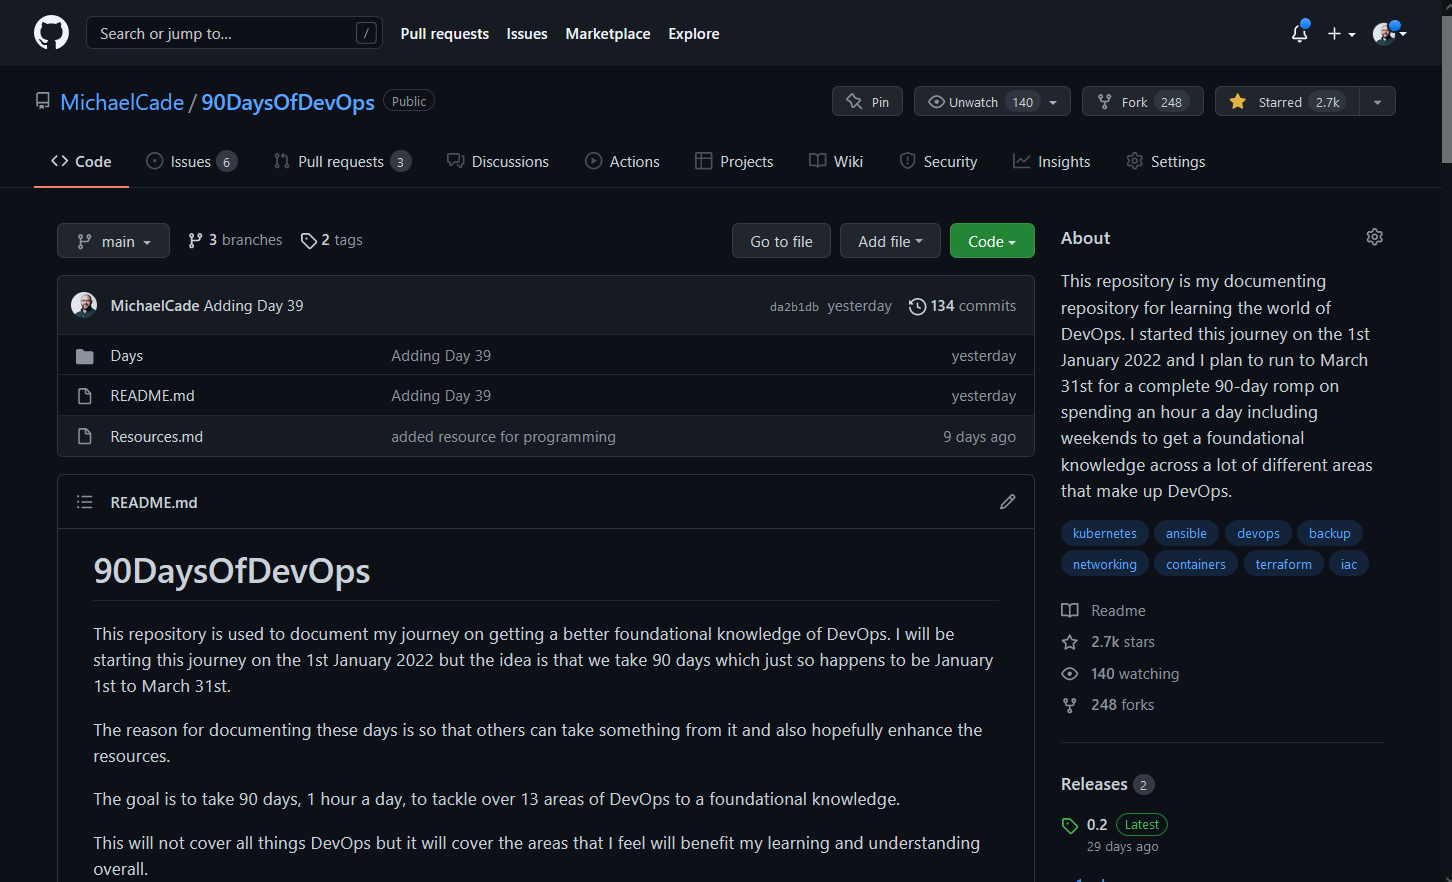 Search or jump to... /
Pull requests Issues Marketplace Explore
MichaelCade / 90DaysOfDevOps Public
Pin Unwatch 140 Fork 248 Starred 2.7k
Code Issues 6 Pull requests 3 Discussions Actions Projects Wiki Security Insights Settings
main 3 branches 2 tags Go to file Add file Code
MichaelCade Adding Day 39 da2b1db yesterday 134 commits
Days Adding Day 39 yesterday
README.md Adding Day 39 yesterday
Resources.md added resource for programming 9 days ago
README.md
90DaysOfDevOps
This repository is used to document my journey on getting a better foundational knowledge of DevOps. I will be
starting this journey on the 1st January 2022 but the idea is that we take 90 days which just so happens to be January
1st to March 31st.
The reason for documenting these days is so that others can take something from it and also hopefully enhance the
resources.
The goal is to take 90 days, 1 hour a day, to tackle over 13 areas of DevOps to a foundational knowledge.
This will not cover all things DevOps but it will cover the areas that I feel will benefit my learning and understanding
overall.
About
This repository is my documenting
repository for learning the world of
DevOps. I started this journey on the 1st
January 2022 and I plan to run to March
31st for a complete 90-day romp on
spending an hour a day including
weekends to get a foundational
knowledge across a lot of different areas
that make up DevOps.
kubernetes ansible devops backup
networking containers terraform iac
Readme
2.7k stars
140 watching
248 forks
Releases 2
0.2 Latest
29 days ago